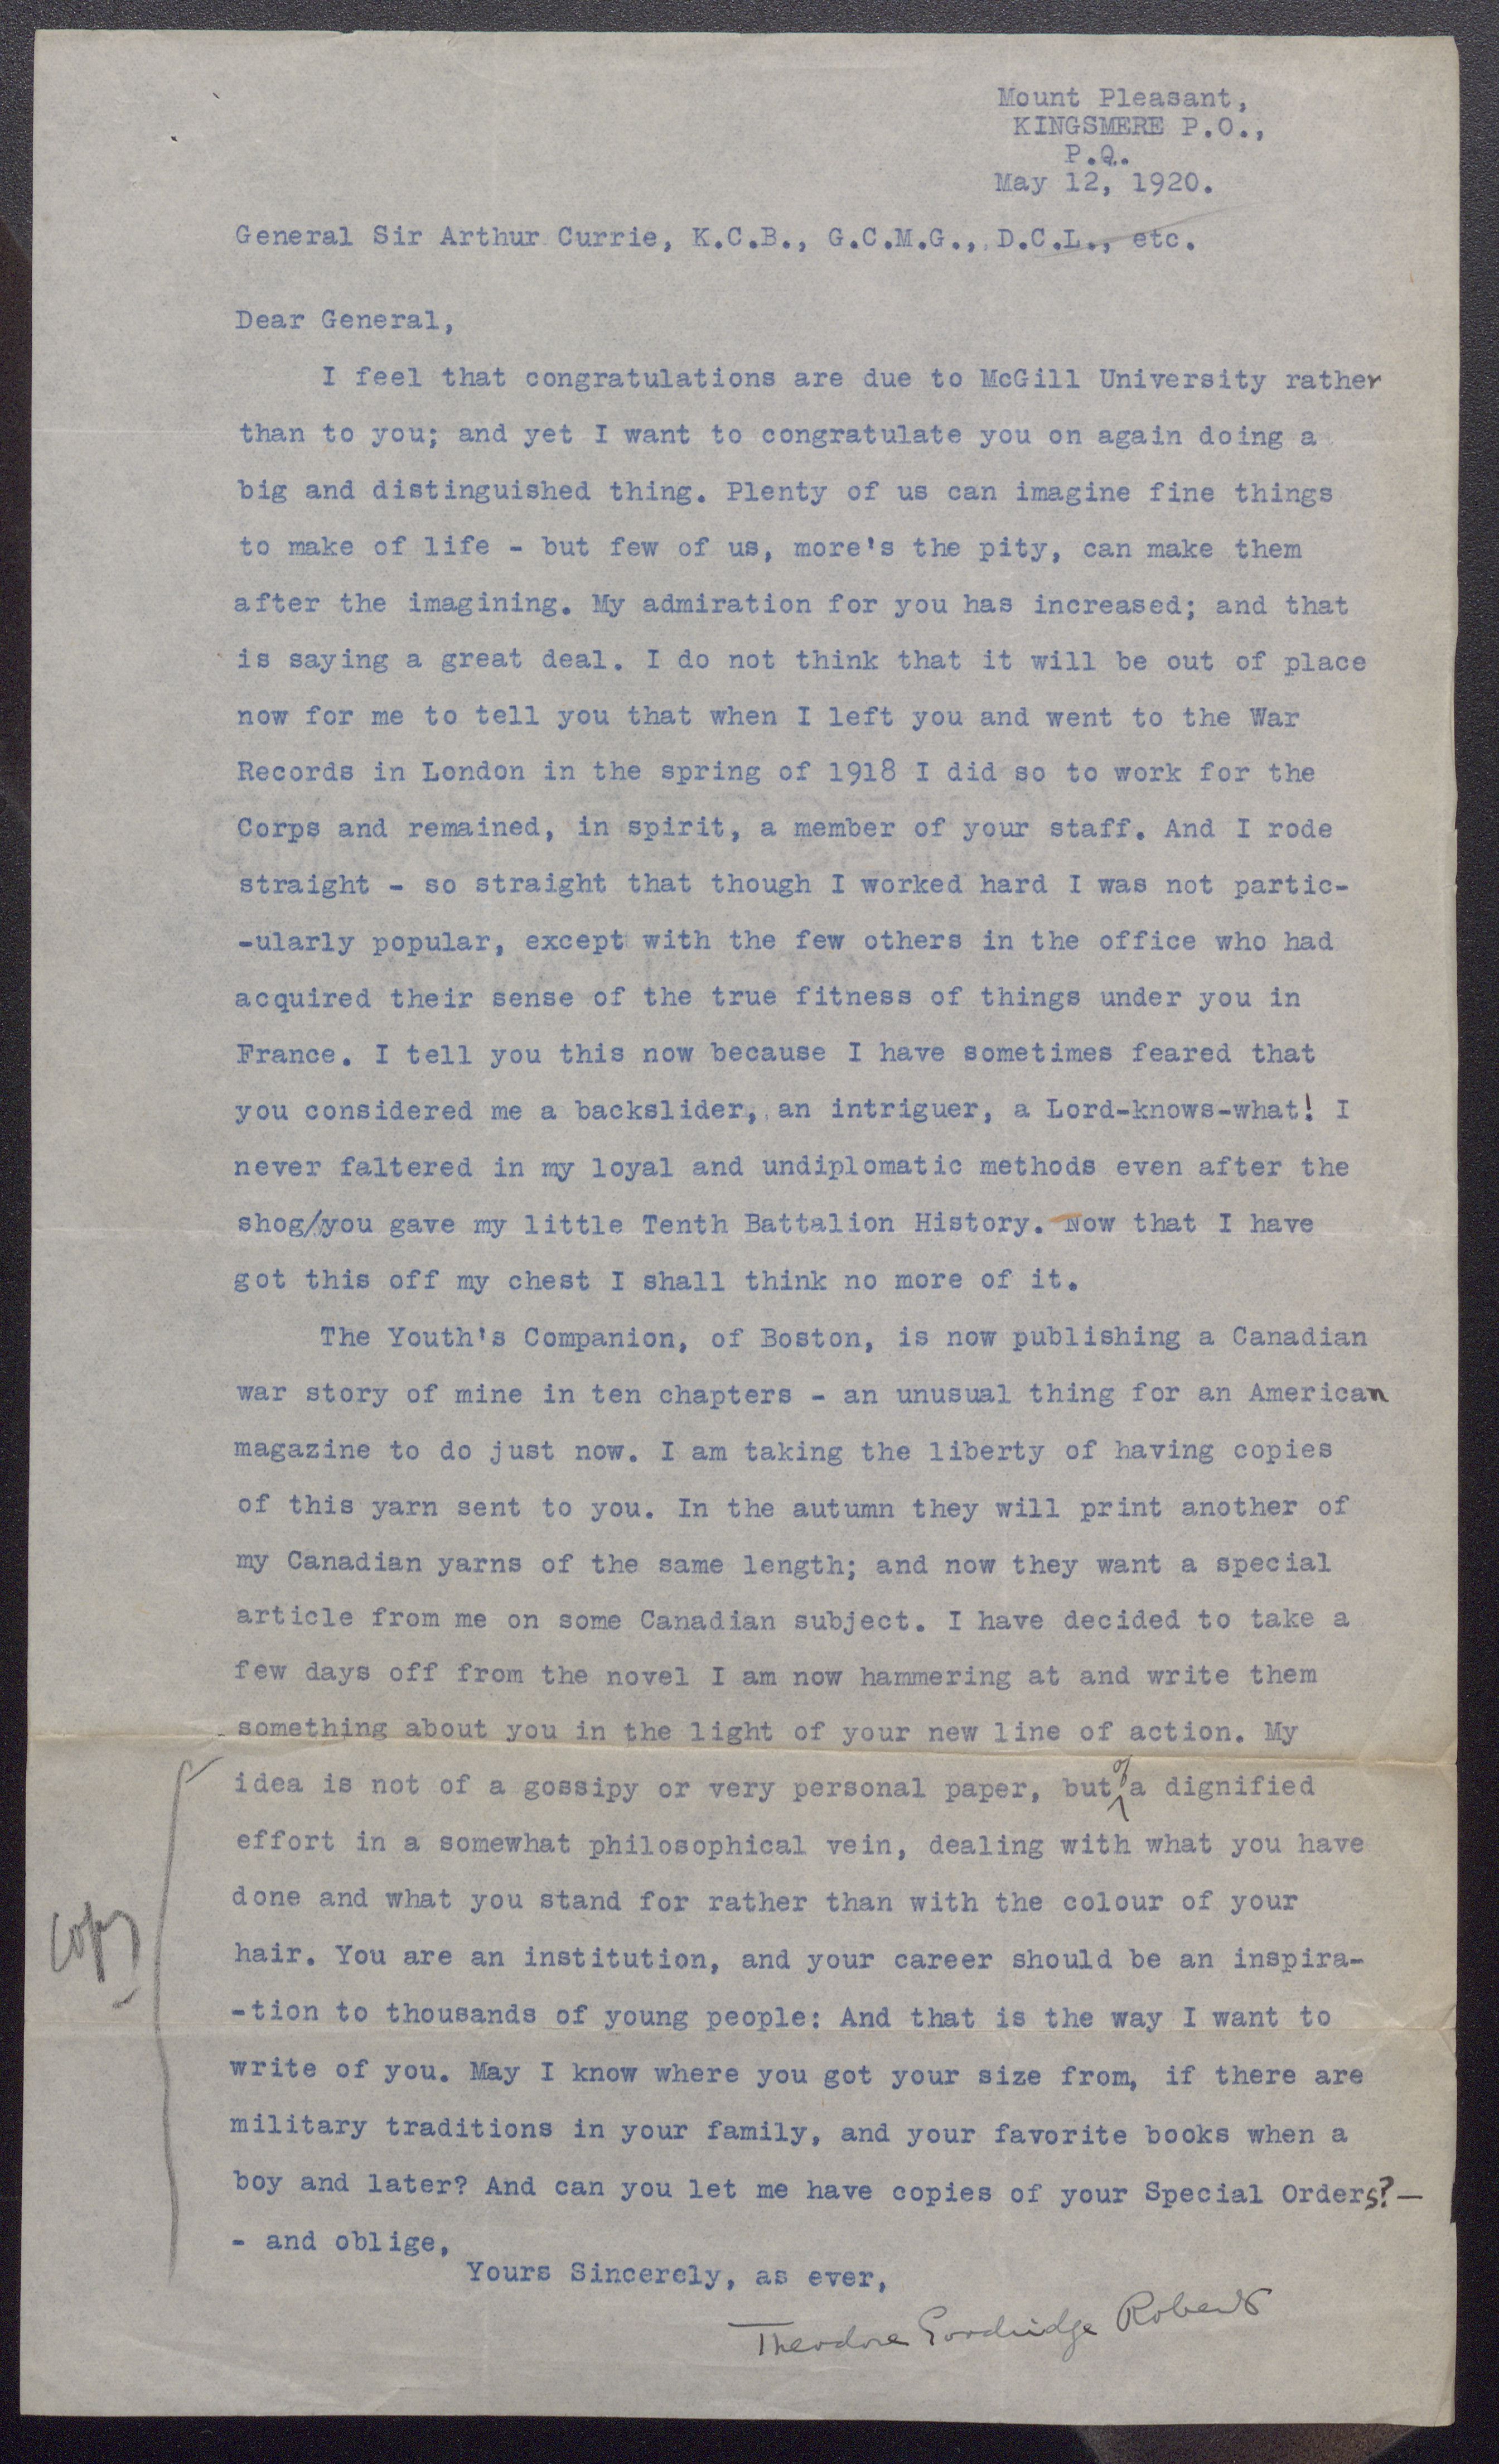 Mount Pleasant,
KINGSMERE P.O.,
P.Q.
May 12, 1920.
General Sir Arthur Currie, K.C.B., G.C.M.G., D.C.L., etc.
Dear General,
I feel that congratulations are due to McGill University rather
than to you; and yet I want to congratulate you on again doing a
big and distinguished thing. Plenty of us can imagine fine things
to make of life - but few of us, more's the pity, can make them
after the imagining. My admiration for you has increased; and that
is saying a great deal. I do not think that it will be out of place
now for me to tell you that when I left you and went to the War
Records in London in the spring of 1918 I did so to work for the
Corps and remained, in spirit, a member of your staff. And I rode
straight - so straight that though I worked hard I was not partic-
-ularly popular, except with the few others in the office who had
acquired their sense of the true fitness of things under you in
France. I tell you this now because I have sometimes feared that
you considered me a backslider, an intriguer, a Lord-knows-what! I
never faltered in my loyal and undiplomatic methods even after the
shog/you gave my little Tenth Battalion History. Now that I have
got this off my chest I shall think no more of it.
The Youth's Companion, of Boston, is now publishing a Canadian
war story of mine in ten chapters - an unusual thing for an American
magazine to do just now. I am taking the liberty of having copies
of this yarn sent to you. In the autumn they will print another of
my Canadian yarns of the same length; and now they want a special
article from me on some Canadian subject. I have decided to take a
few days off from the novel I am now hammering at and write them
something about you in the light of your new line of action. My
idea is not of a gossipy or very personal paper, but of a dignified
effort in a somewhat philosophical vein, dealing with what you have
done and what you stand for rather than with the colour of your
hair. You are an institution, and your career should be an inspira-
-tion to thousands of young people: And that is the way I want to
write of you. May I know where you got your size from, if there are
military traditions in your family, and your favorite books when a
boy and later? And can you let me have copies of your Special Orders? —
- and oblige,
Yours Sincerely, as ever,
Theodore Goodridge Roberts
Copy